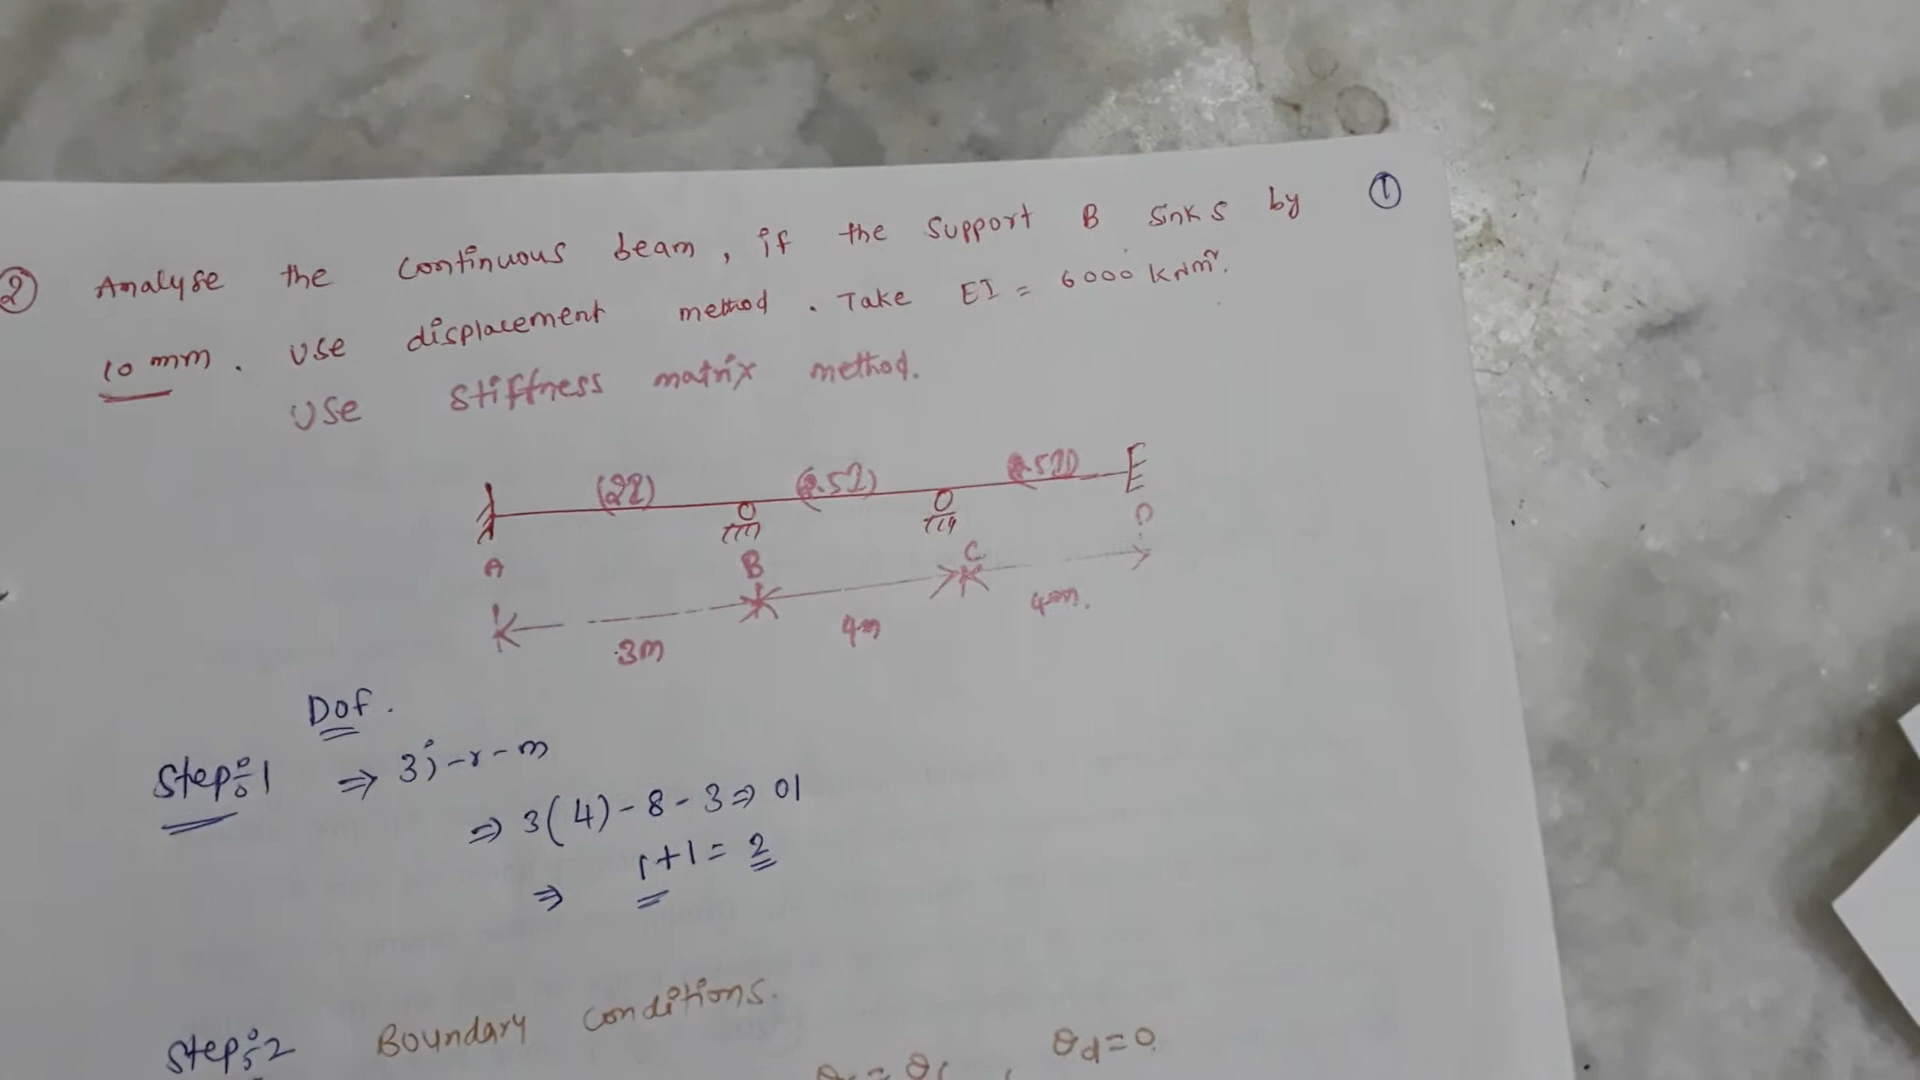 ① 
② Analyse the continuous beam, if the support B sinks by
10 mm. Use displacement method. Take EI = 6000 kNm².
Use stiffness matrix method.
(2I)
A B C D
3m 4m 4m.
Dof.
Step:1 ⇒ 3j-r-m
⇒ 3(4)-8-3⇒01
⇒ 1+1=2
Step:2 Boundary conditions.
θd=0